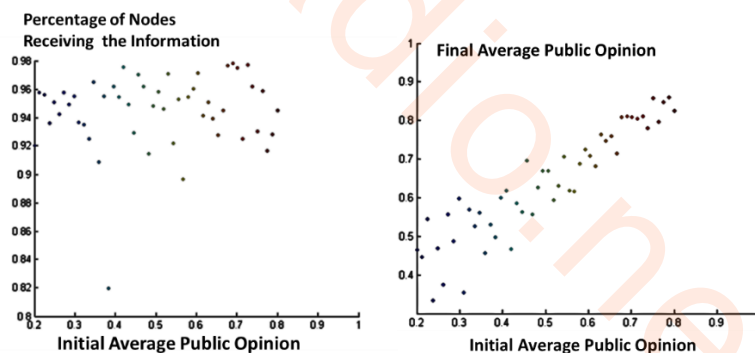 Percentage of Nodes
Receiving the Information
0.98
0.96
0.94
0.92
0.9
0.88
0.86
0.84
0.82
0.8
0.2 0.3 0.4 0.5 0.6 0.7 0.8 0.9 1
Initial Average Public Opinion
Final Average Public Opinion
1
0.9
0.8
0.7
0.6
0.5
0.4
0.2 0.3 0.4 0.5 0.6 0.7 0.8 0.9
Initial Average Public Opinion